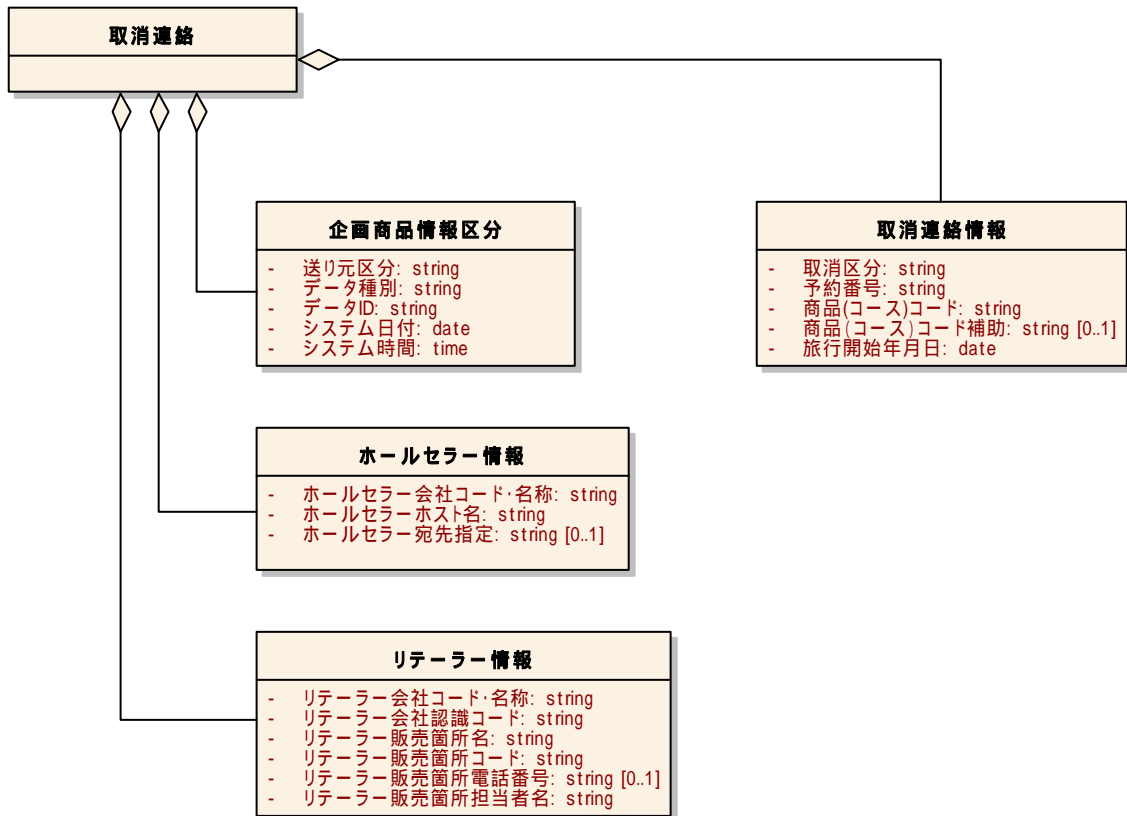 取消連絡
企画商品情報区分
- 送り元区分: string
- データ種別: string
- データID: string
- システム日付: date
- システム時間: time
取消連絡情報
- 取消区分: string
- 予約番号: string
- 商品(コース)コード: string
- 商品(コース)コード補助: string [0..1]
- 旅行開始年月日: date
ホールセラー情報
- ホールセラー会社コード・名称: string
- ホールセラーホスト名: string
- ホールセラー宛先指定: string [0..1]
リテーラー情報
- リテーラー会社コード・名称: string
- リテーラー会社認識コード: string
- リテーラー販売箇所名: string
- リテーラー販売箇所コード: string
- リテーラー販売箇所電話番号: string [0..1]
- リテーラー販売箇所担当者名: string